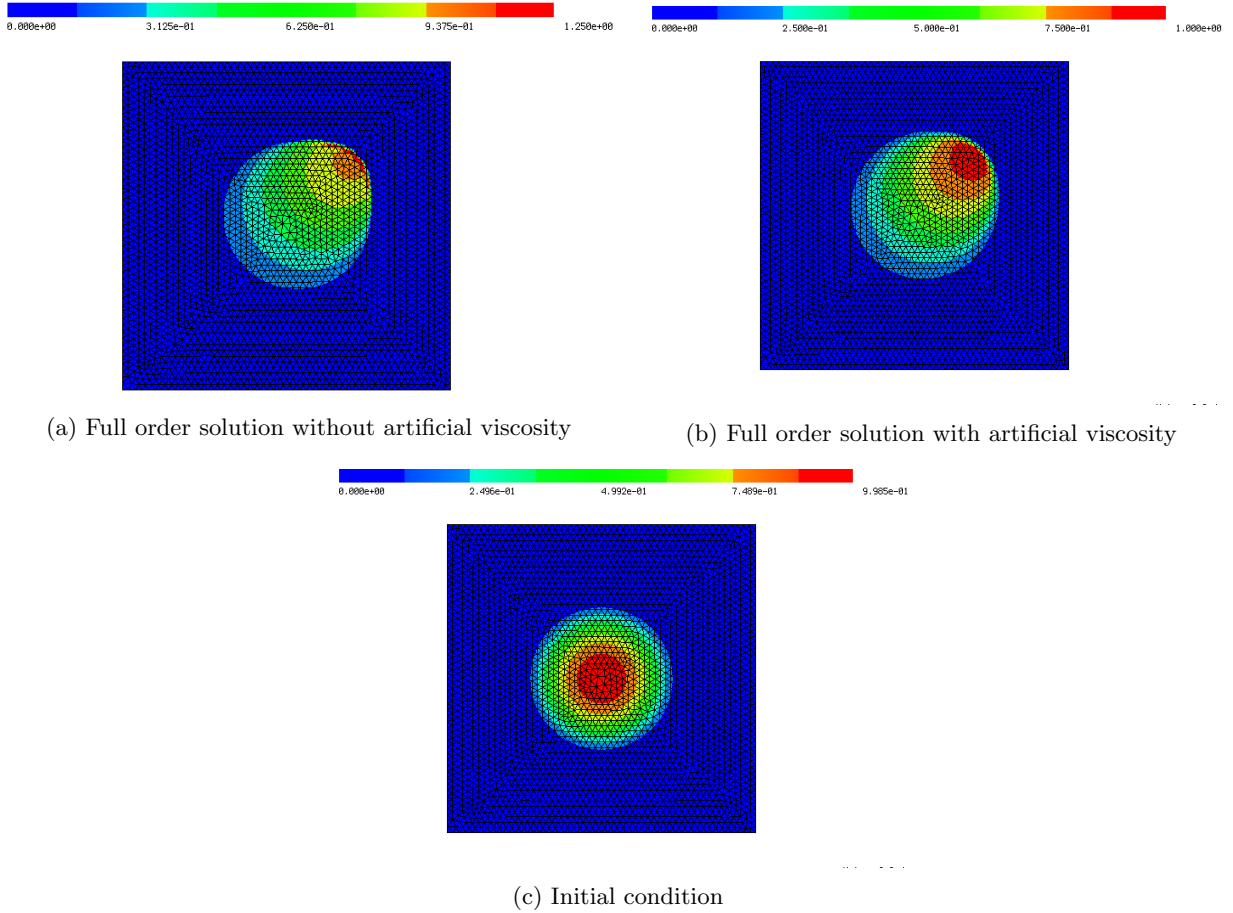 0.000e+00 3.125e-01 6.250e-01 9.375e-01 1.250e+00
0.000e+00 2.500e-01 5.000e-01 7.500e-01 1.000e+00
(a) Full order solution without artificial viscosity
(b) Full order solution with artificial viscosity
0.000e+00 2.496e-01 4.992e-01 7.489e-01 9.985e-01
(c) Initial condition